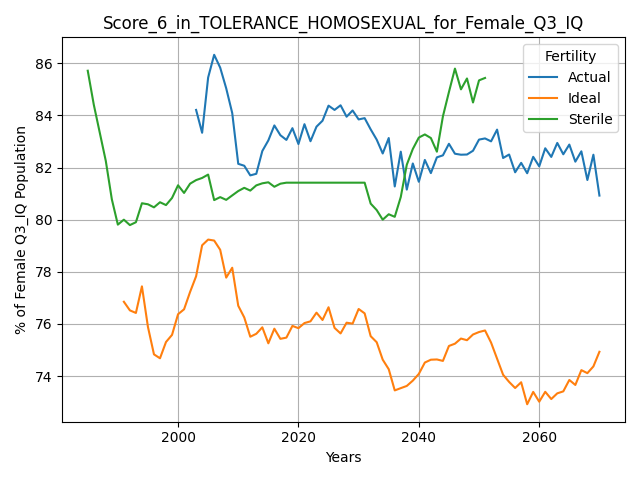 Score_6_in_TOLERANCE_HOMOSEXUAL_for_Female_Q3_IQ
Fertility
Actual
Ideal
Sterile
86
84
82
80
78
76
74
% of Female Q3_IQ Population
2000
2020
2040
2060
Years